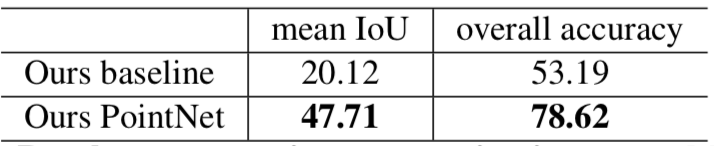 mean IoU overall accuracy
Ours baseline 20.12 53.19
Ours PointNet 47.71 78.62